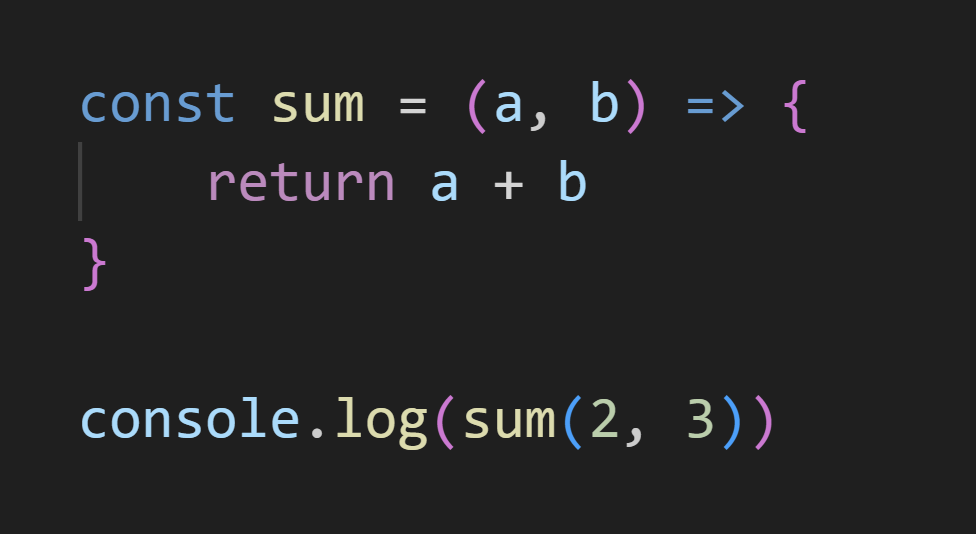 const sum = (a, b) => {
    return a + b
}
console.log(sum(2, 3))